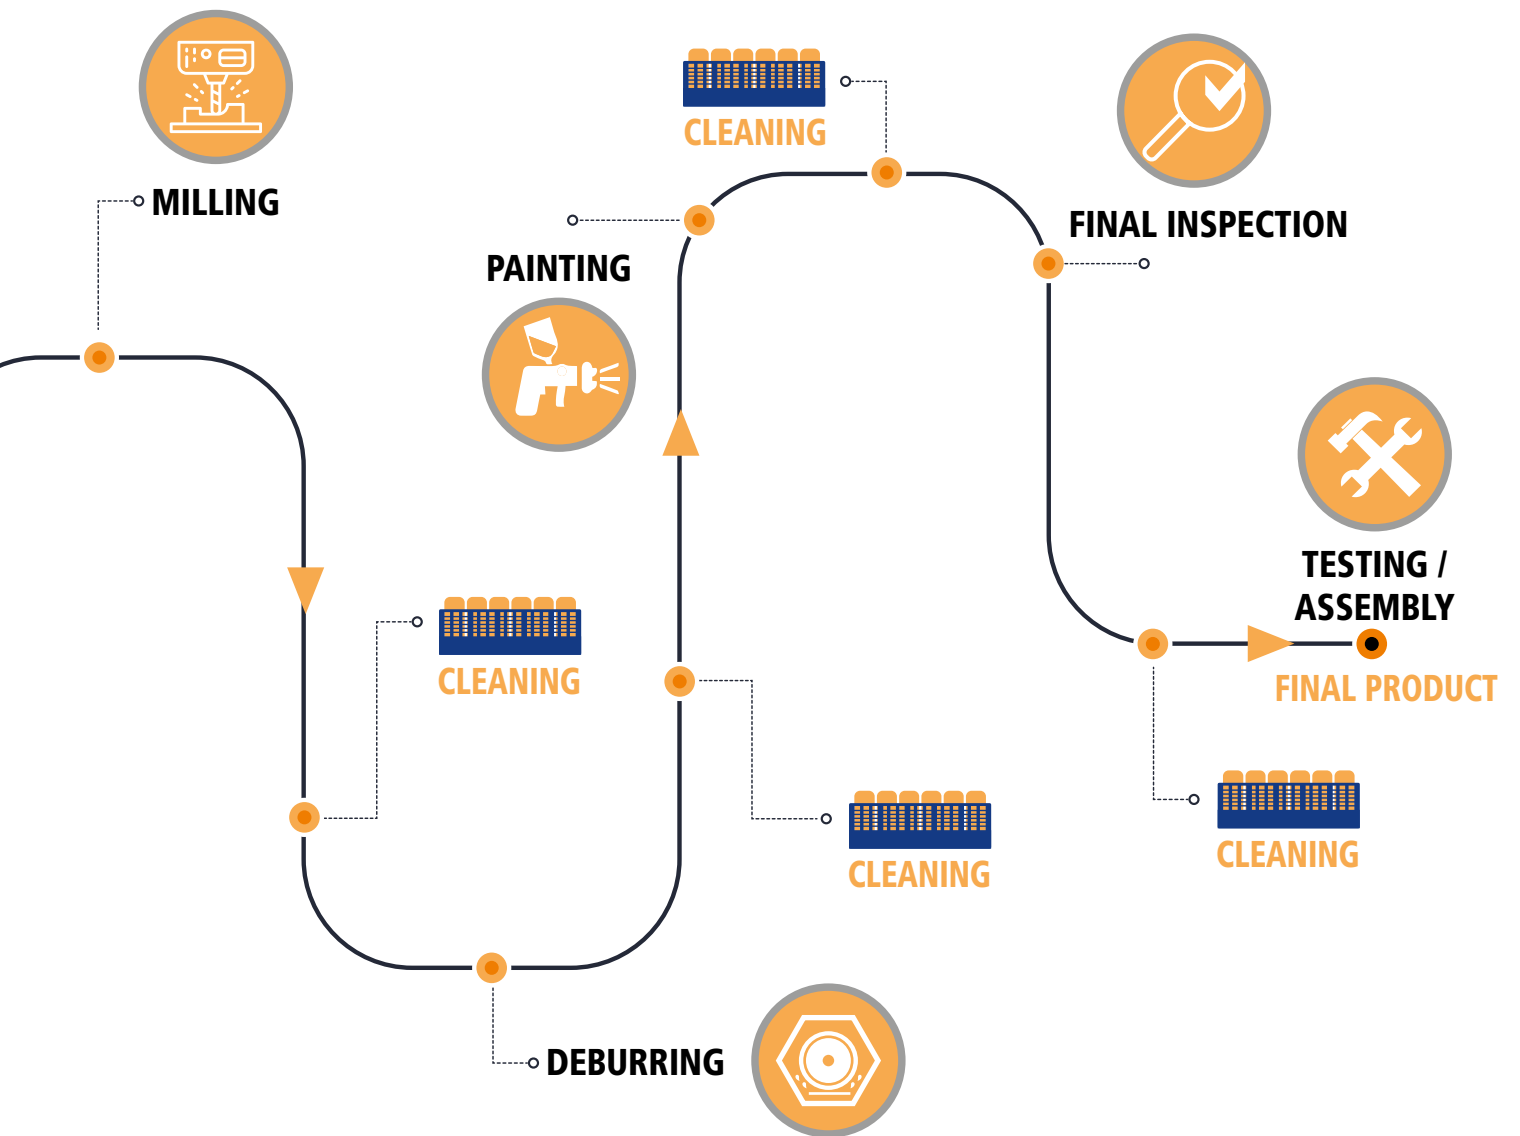 MILLING
CLEANING
DEBURRING
CLEANING
PAINTING
CLEANING
FINAL INSPECTION
CLEANING
TESTING /
ASSEMBLY
FINAL PRODUCT